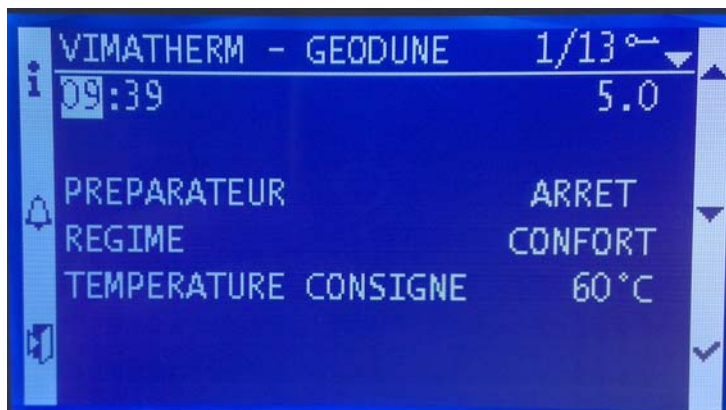 VIMATHERM - GEODUNE 1/13
09:39 5.0
PREPARATEUR ARRET
REGIME CONFORT
TEMPERATURE CONSIGNE 60°C